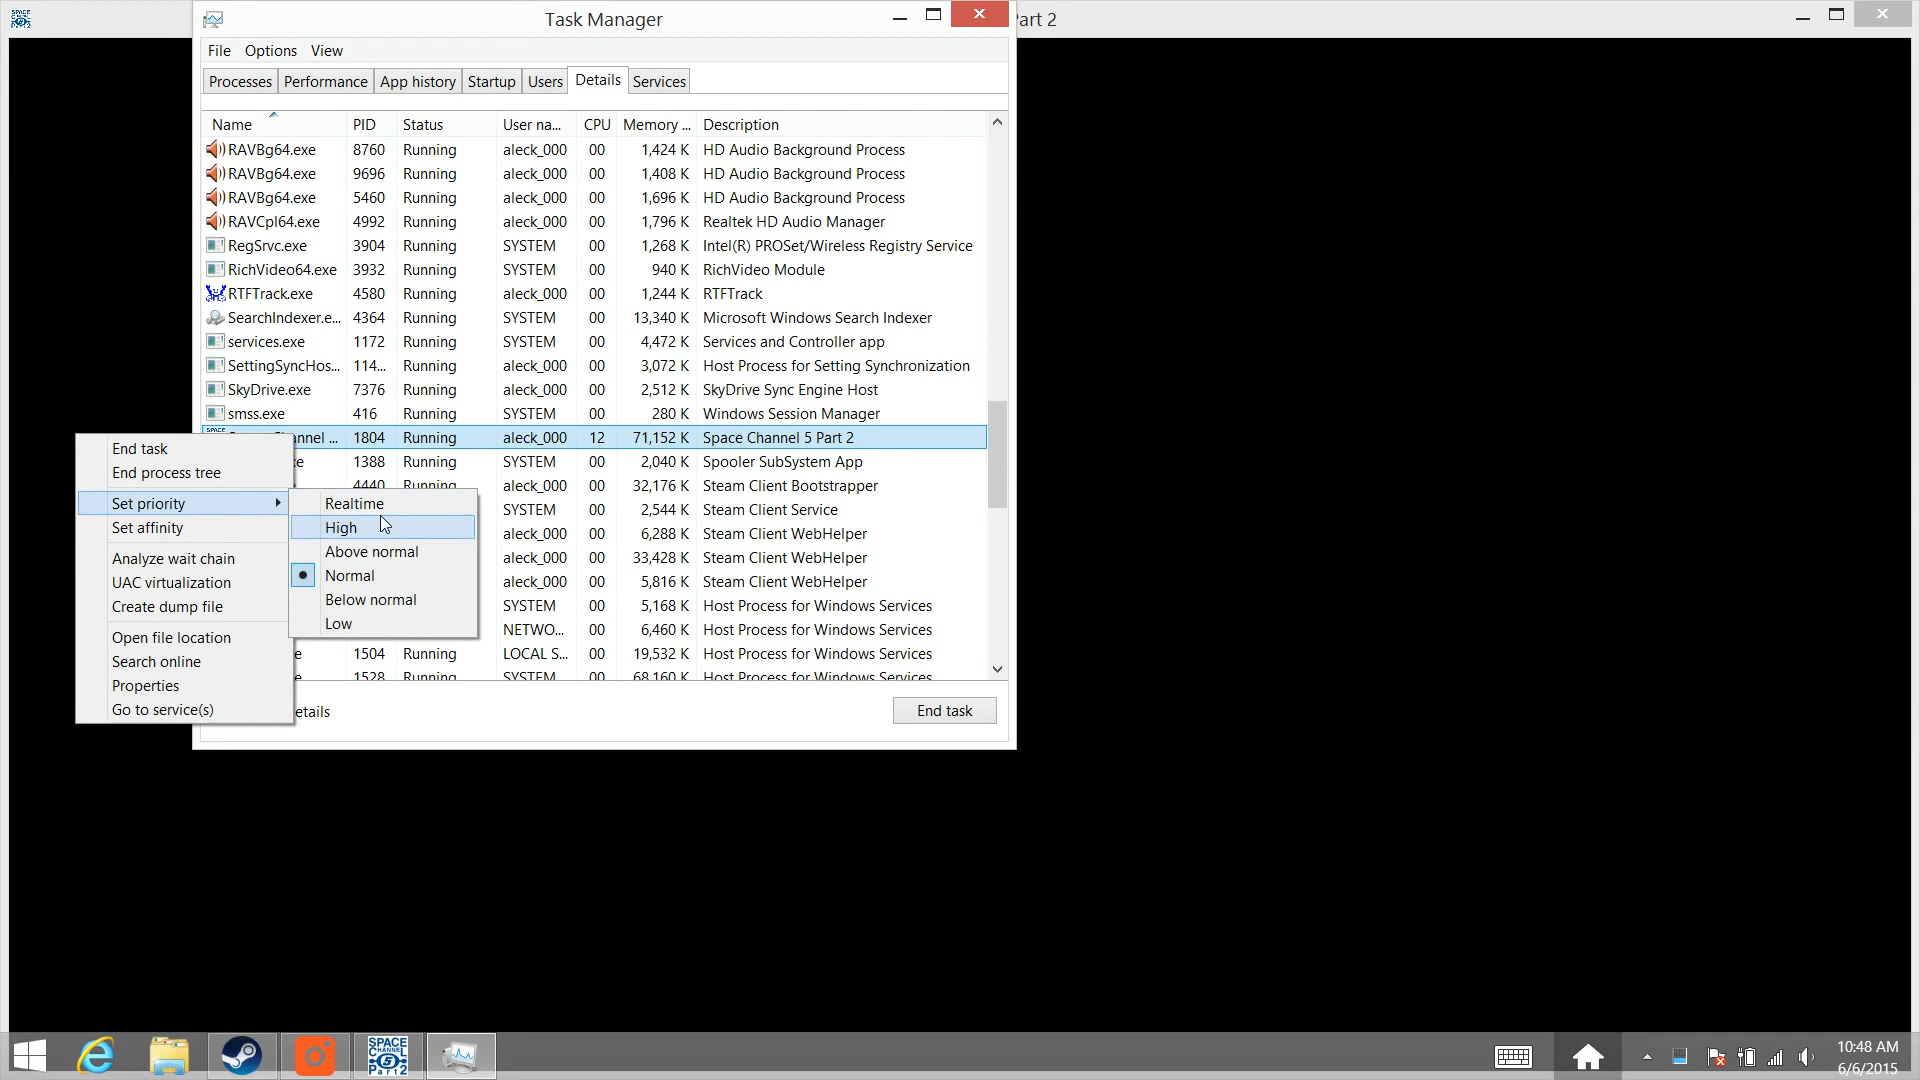 Task Manager
Part 2
File Options View
Processes Performance App history Startup Users Details Services
Name PID Status User na... CPU Memory ... Description
RAVBg64.exe 8760 Running aleck_000 00 1,424 K HD Audio Background Process
RAVBg64.exe 9696 Running aleck_000 00 1,408 K HD Audio Background Process
RAVBg64.exe 5460 Running aleck_000 00 1,696 K HD Audio Background Process
RAVCpl64.exe 4992 Running aleck_000 00 1,796 K Realtek HD Audio Manager
RegSrvc.exe 3904 Running SYSTEM 00 1,268 K Intel(R) PROSet/Wireless Registry Service
RichVideo64.exe 3932 Running SYSTEM 00 940 K RichVideo Module
RTFTrack.exe 4580 Running aleck_000 00 1,244 K RTFTrack
SearchIndexer.e... 4364 Running SYSTEM 00 13,340 K Microsoft Windows Search Indexer
services.exe 1172 Running SYSTEM 00 4,472 K Services and Controller app
SettingSyncHos... 114... Running aleck_000 00 3,072 K Host Process for Setting Synchronization
SkyDrive.exe 7376 Running aleck_000 00 2,512 K SkyDrive Sync Engine Host
smss.exe 416 Running SYSTEM 00 280 K Windows Session Manager
nnel ... 1804 Running aleck_000 12 71,152 K Space Channel 5 Part 2
xe 1388 Running SYSTEM 00 2,040 K Spooler SubSystem App
4440 Running aleck_000 00 32,176 K Steam Client Bootstrapper
SYSTEM 00 2,544 K Steam Client Service
aleck_000 00 6,288 K Steam Client WebHelper
aleck_000 00 33,428 K Steam Client WebHelper
aleck_000 00 5,816 K Steam Client WebHelper
SYSTEM 00 5,168 K Host Process for Windows Services
NETWO... 00 6,460 K Host Process for Windows Services
e 1504 Running LOCAL S... 00 19,532 K Host Process for Windows Services
e 1528 Running SYSTEM 00 68,160 K Host Process for Windows Services
etails
End task
End task
End process tree
Set priority
Set affinity
Analyze wait chain
UAC virtualization
Create dump file
Open file location
Search online
Properties
Go to service(s)
Realtime
High
Above normal
Normal
Below normal
Low
SPACE
CHANNEL
5
Part2
10:48 AM
6/6/2015